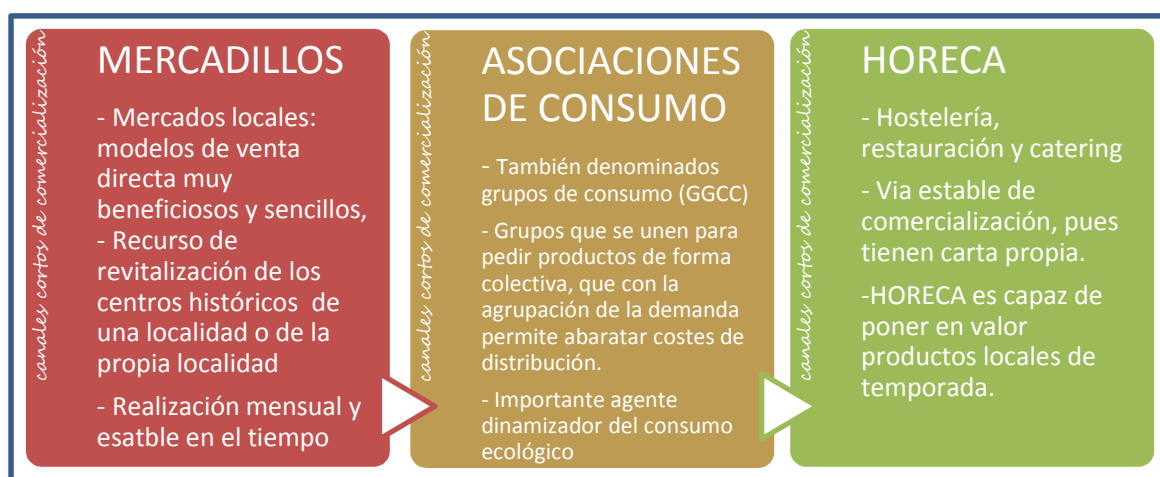 canales cortos de comercialización
MERCADILLOS
- Mercados locales:
modelos de venta
directa muy
beneficiosos y sencillos,
- Recurso de
revitalización de los
centros históricos de
una localidad o de la
propia localidad
- Realización mensual y
esatble en el tiempo
canales cortos de comercialización
ASOCIACIONES
DE CONSUMO
- También denominados
grupos de consumo (GGCC)
- Grupos que se unen para
pedir productos de forma
colectiva, que con la
agrupación de la demanda
permite abaratar costes de
distribución.
- Importante agente
dinamizador del consumo
ecológico
canales cortos de comercialización
HORECA
- Hostelería,
restauración y catering
- Via estable de
comercialización, pues
tienen carta propia.
-HORECA es capaz de
poner en valor
productos locales de
temporada.